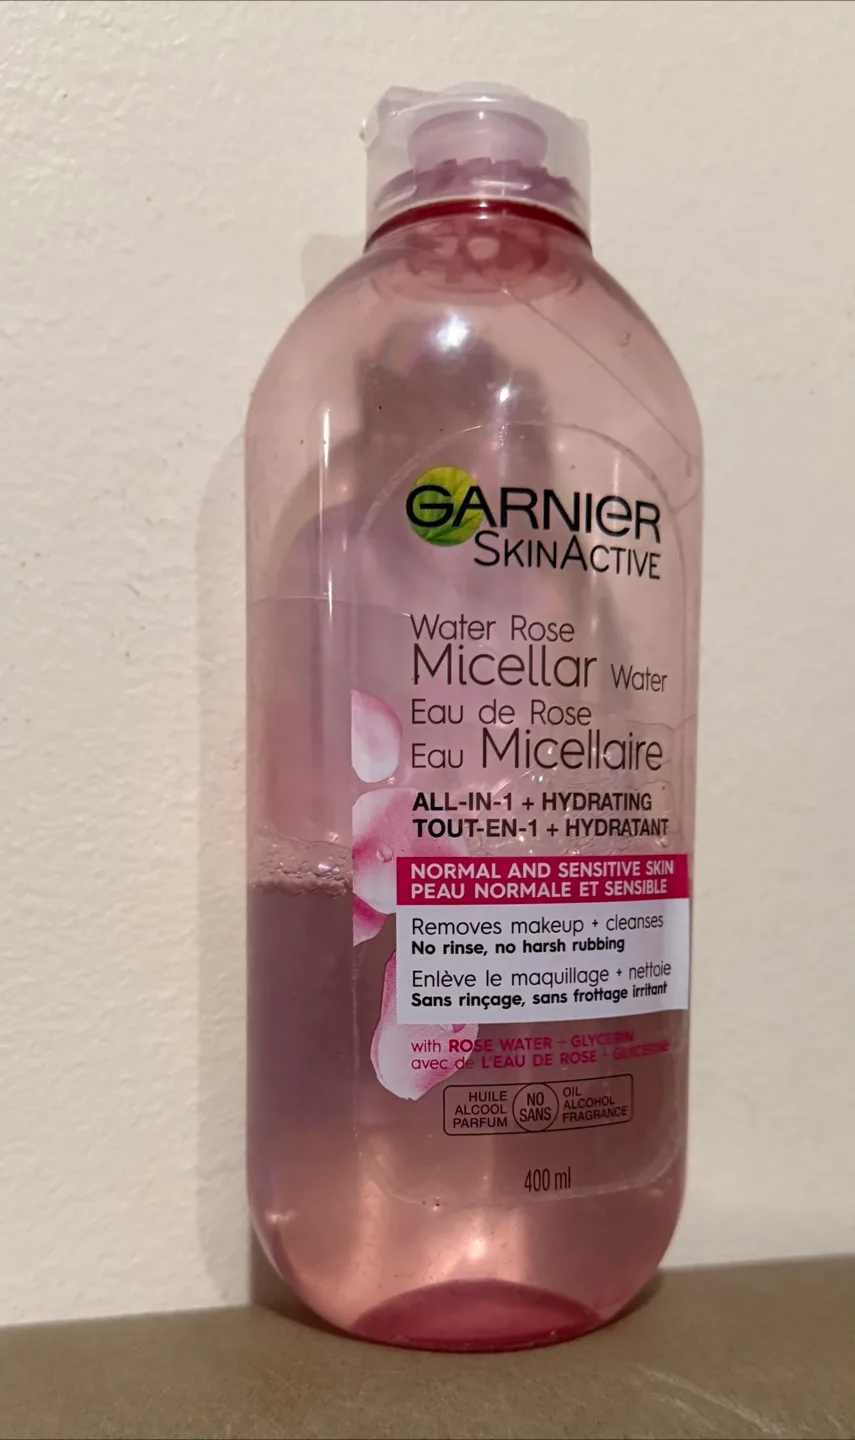 GARNIER
SKINACTIVE
Water Rose
Micellar Water
Eau de Rose
Eau Micellaire
ALL-IN-1 + HYDRATING
TOUT-EN-1 + HYDRATANT
NORMAL AND SENSITIVE SKIN
PEAU NORMALE ET SENSIBLE
Removes makeup + cleanses
No rinse, no harsh rubbing
Enlève le maquillage + nettoie
Sans rinçage, sans frottage irritant
with ROSE WATER + GLYCERIN
avec de L'EAU DE ROSE + GLYCÉRINE
HUILE
ALCOOL
PARFUM
NO
SANS
OIL
ALCOHOL
FRAGRANCE
400 ml